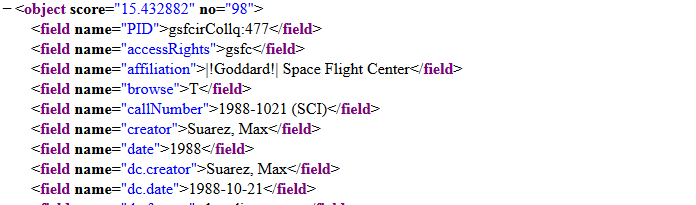 − <object score="15.432882" no="98">
<field name="PID">gsfcirCollq:477</field>
<field name="accessRights">gsfc</field>
<field name="affiliation">|!Goddard!| Space Flight Center</field>
<field name="browse">T</field>
<field name="callNumber">1988-1021 (SCI)</field>
<field name="creator">Suarez, Max</field>
<field name="date">1988</field>
<field name="dc.creator">Suarez, Max</field>
<field name="dc.date">1988-10-21</field>